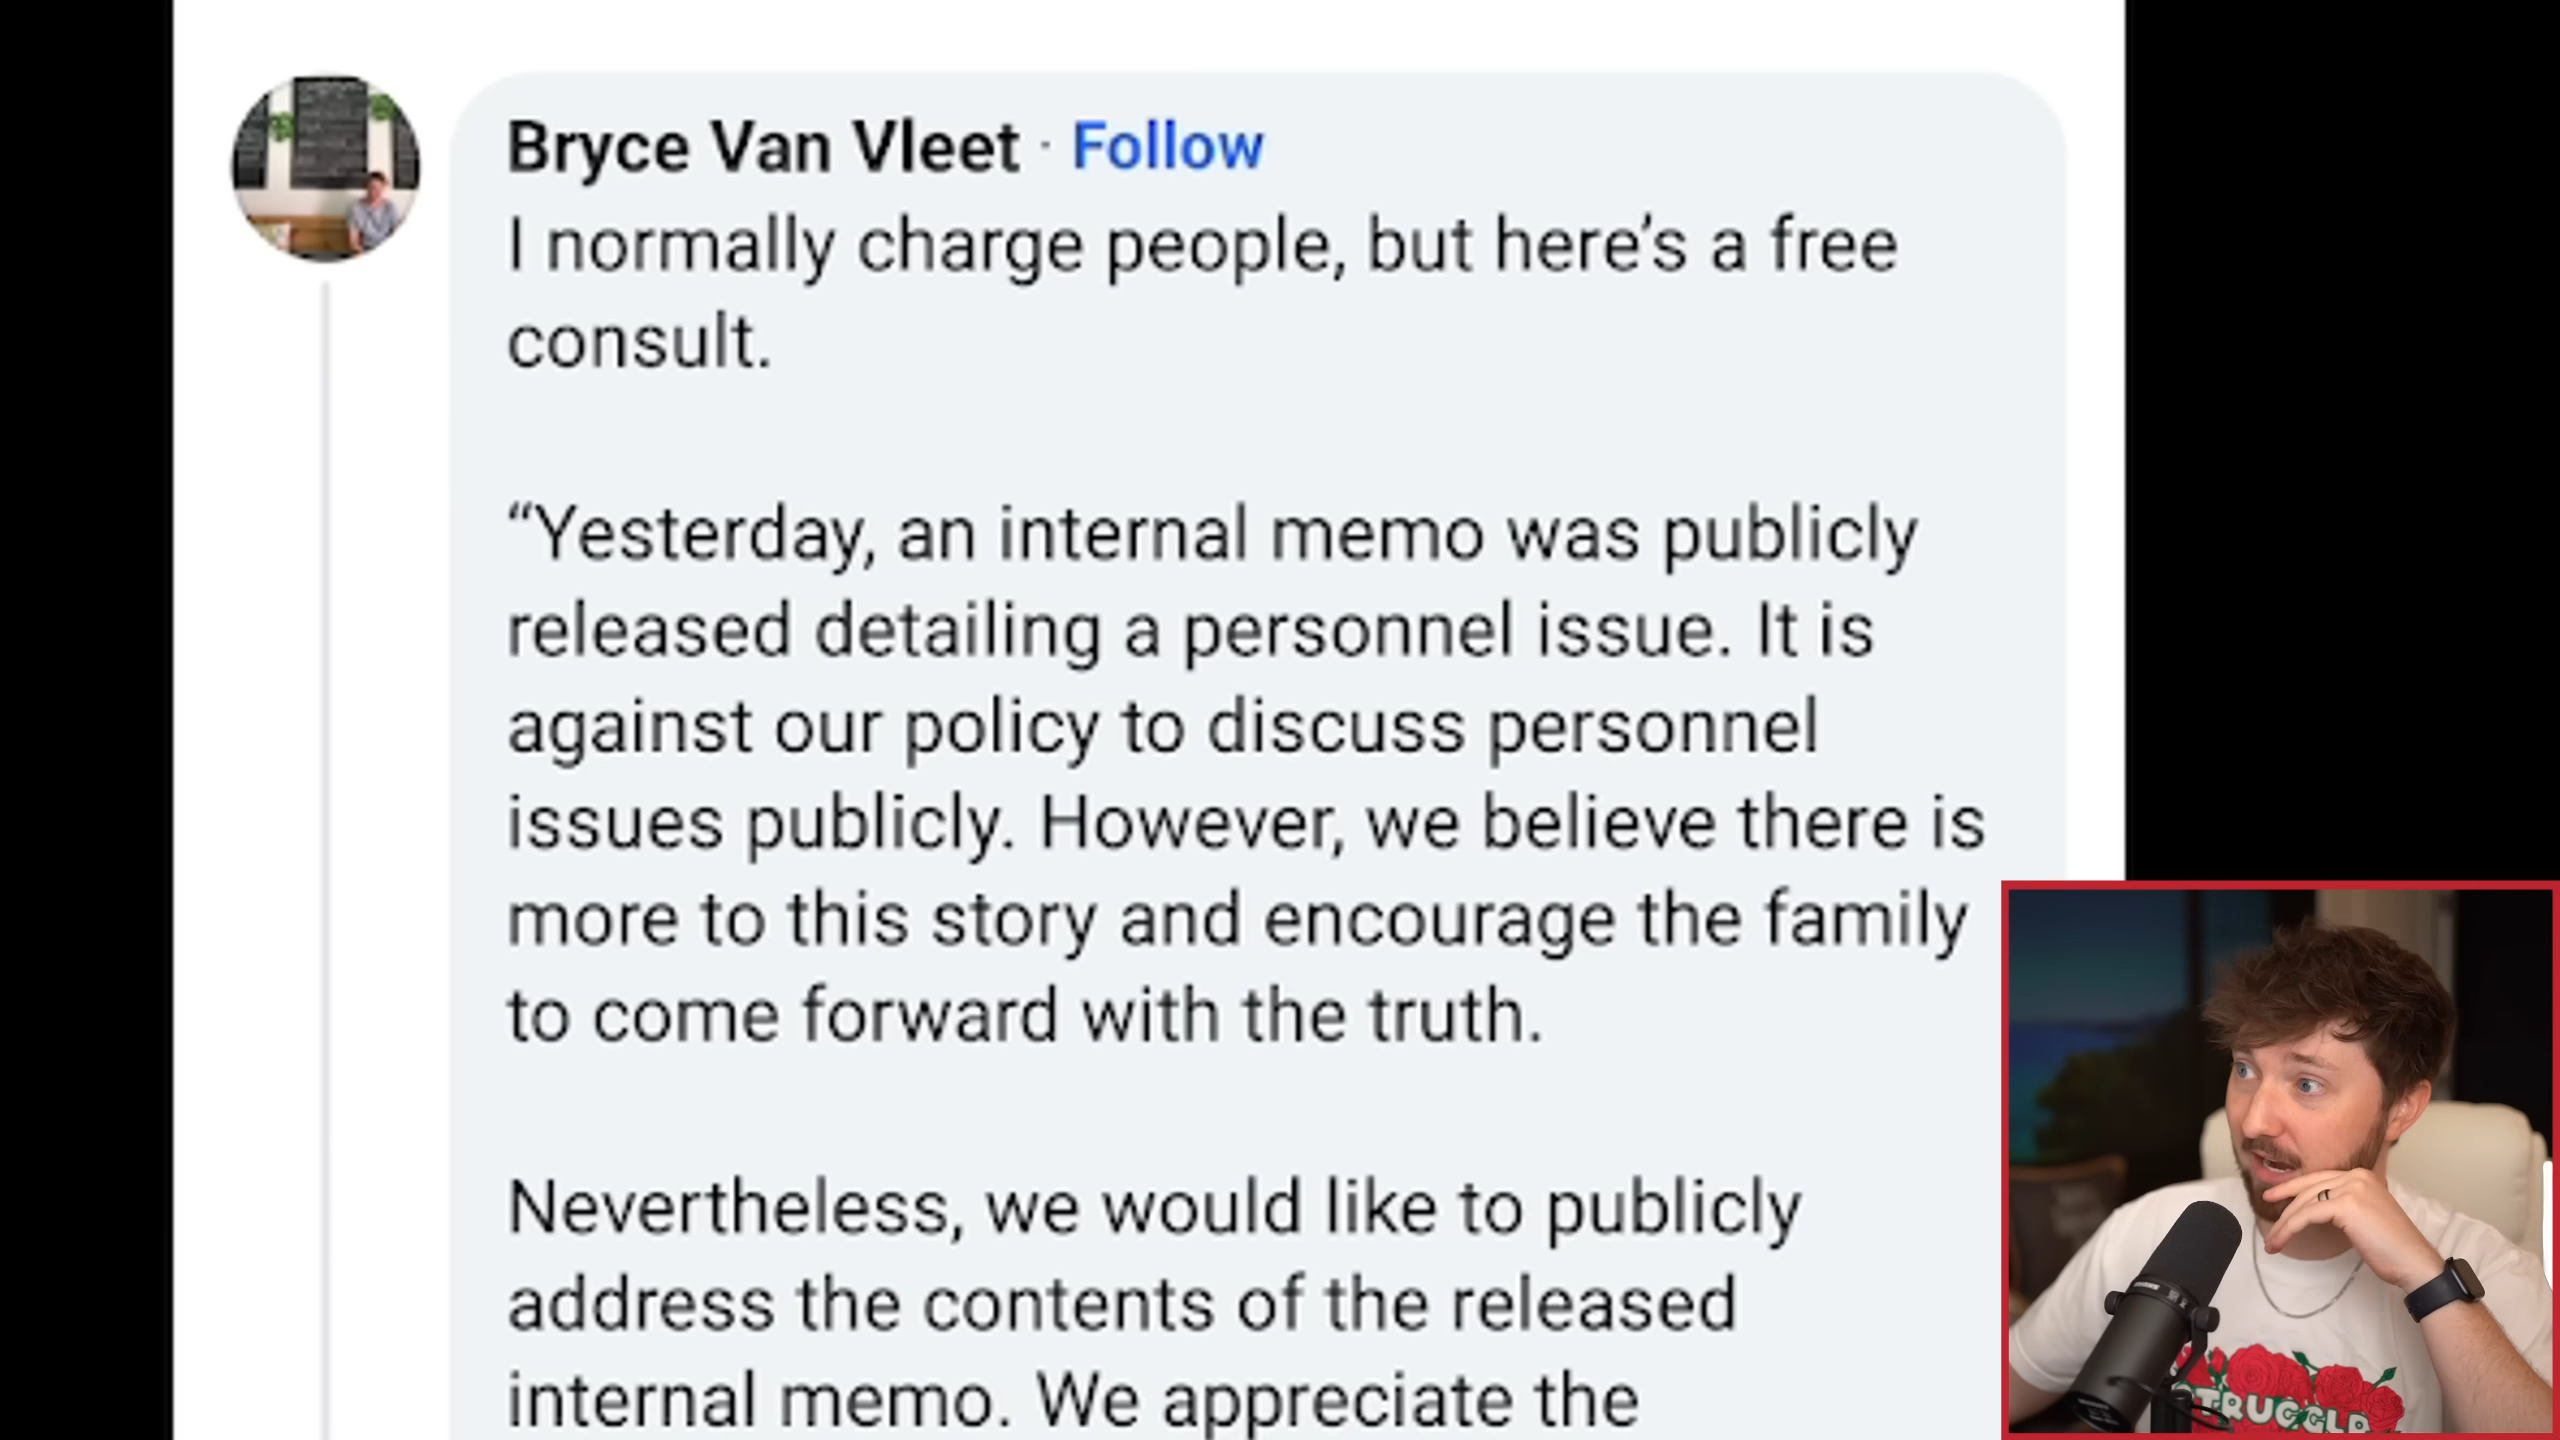 Bryce Van Vleet · Follow
I normally charge people, but here’s a free
consult.
“Yesterday, an internal memo was publicly
released detailing a personnel issue. It is
against our policy to discuss personnel
issues publicly. However, we believe there is
more to this story and encourage the family
to come forward with the truth.
Nevertheless, we would like to publicly
address the contents of the released
internal memo. We appreciate the